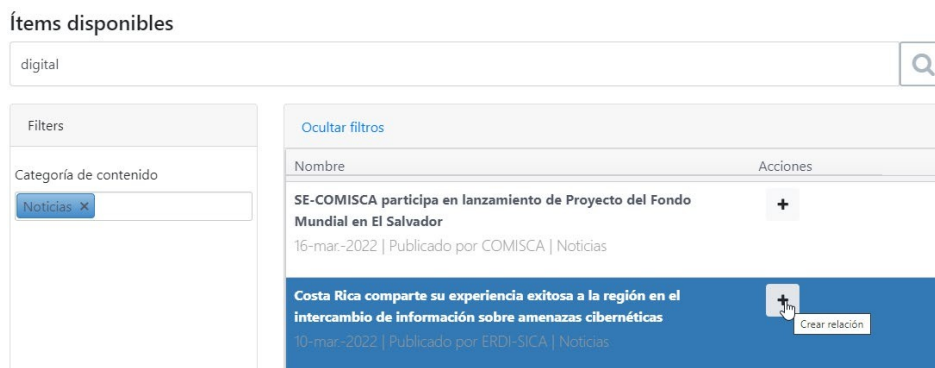 Ítems disponibles
digital
Filters
Categoría de contenido
Noticias ×
Ocultar filtros
Nombre Acciones
SE-COMISCA participa en lanzamiento de Proyecto del Fondo
Mundial en El Salvador
16-mar.-2022 | Publicado por COMISCA | Noticias
Costa Rica comparte su experiencia exitosa a la región en el
intercambio de información sobre amenazas cibernéticas
10-mar.-2022 | Publicado por ERDI-SICA | Noticias
Crear relación